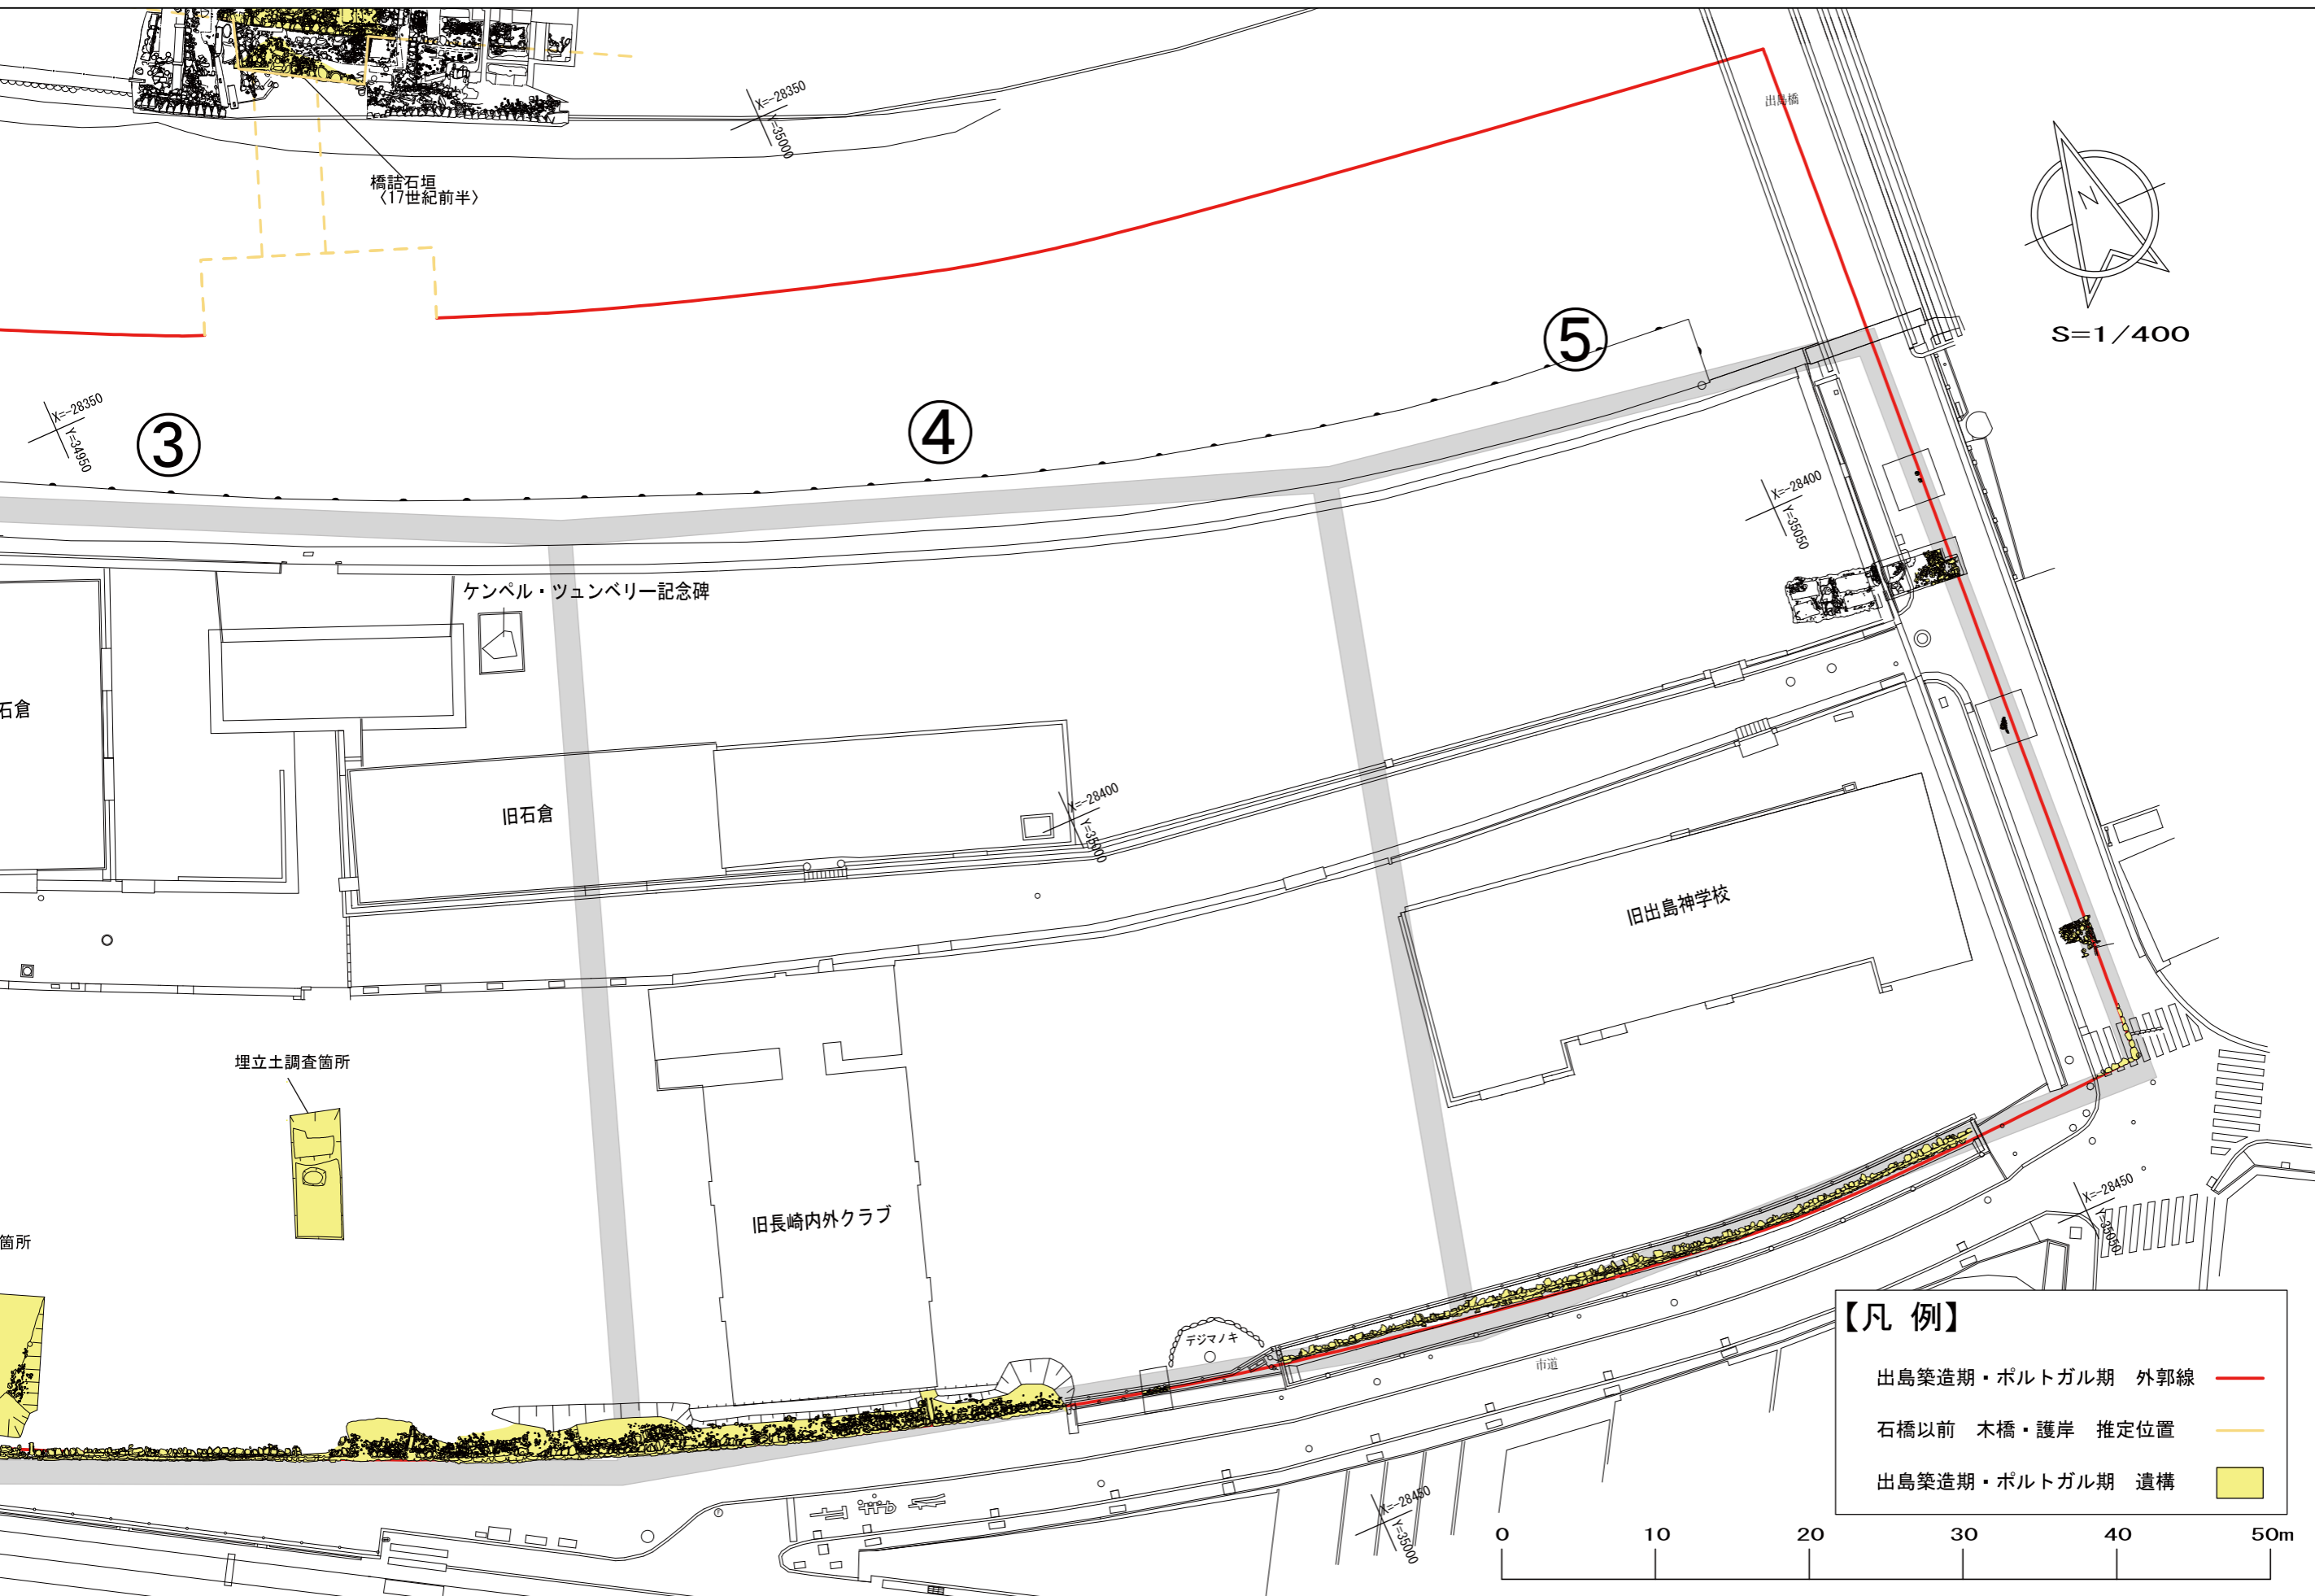 X=-28350
Y=35000
出島橋
橋詰石垣
〈17世紀前半〉
N
S=1/400
X=-28350
Y=34950
③
④
⑤
X=-28400
Y=35050
ケンペル・ツュンベリー記念碑
石倉
旧石倉
X=-28400
Y=35000
旧出島神学校
埋立土調査箇所
旧長崎内外クラブ
箇所
X=-28450
Y=35050
デジマノキ
市道
【凡 例】
出島築造期・ポルトガル期 外郭線
石橋以前 木橋・護岸 推定位置
出島築造期・ポルトガル期 遺構
X=-28450
Y=35000
0 10 20 30 40 50m